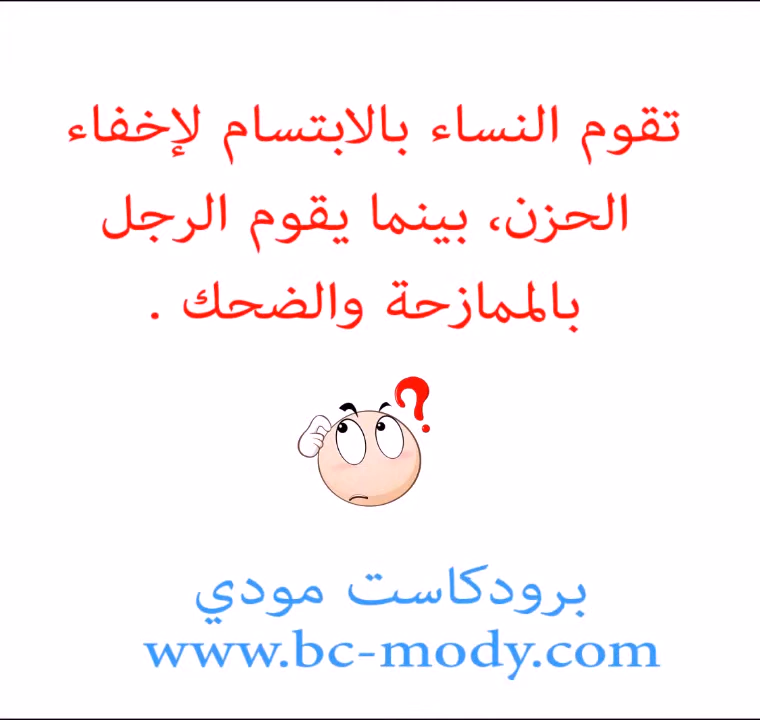 تقوم النساء بالابتسام لإخفاء
الحزن، بينما يقوم الرجل
بالممازحة والضحك .
?
برودكاست مودي
www.bc-mody.com